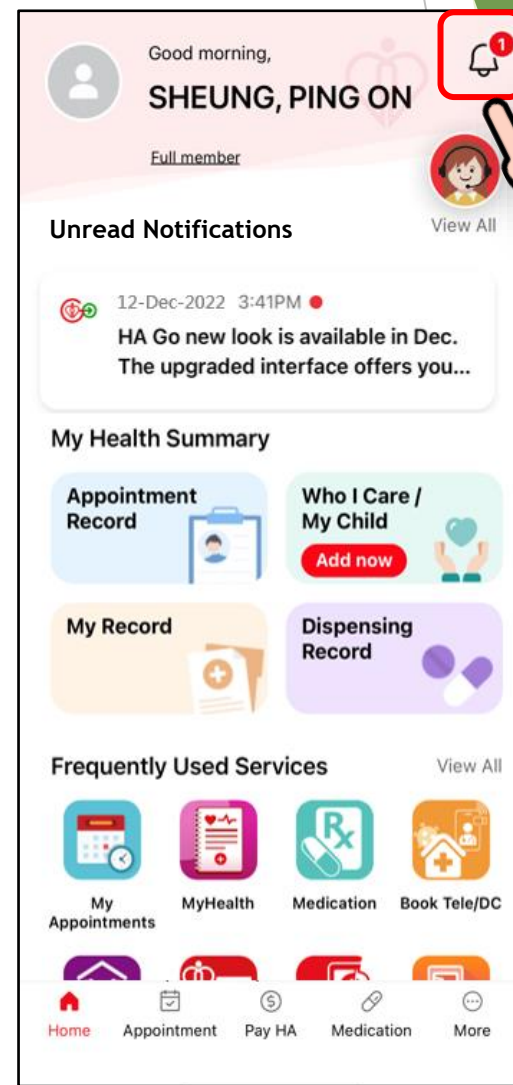 Good morning,
1
SHEUNG, PING ON
Full member
Unread Notifications
View All
12-Dec-2022 3:41PM
HA Go new look is available in Dec.
The upgraded interface offers you...
My Health Summary
Appointment
Record
Who I Care /
My Child
Add now
My Record
Dispensing
Record
Frequently Used Services
View All
Rx
My
Appointments
MyHealth
Medication
Book Tele/DC
Home
Appointment
Pay HA
Medication
More